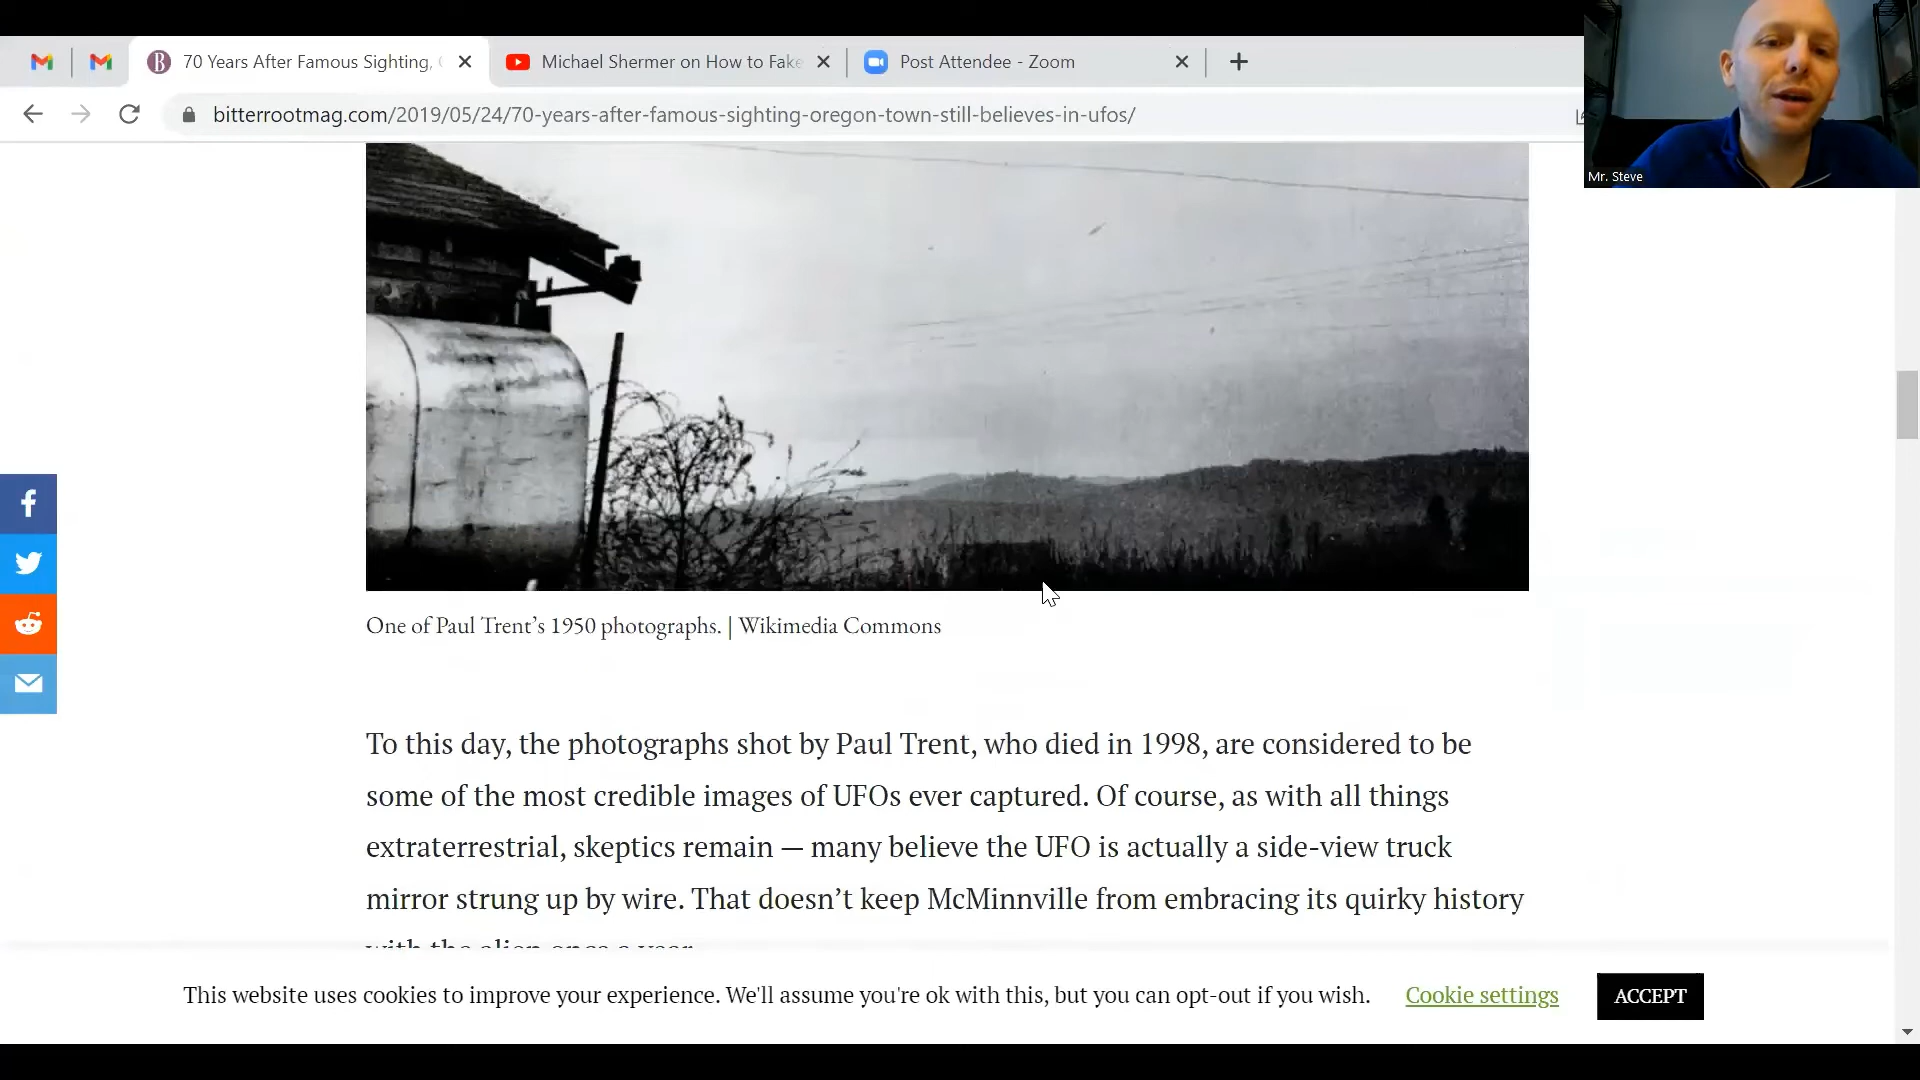 70 Years After Famous Sighting,
Michael Shermer on How to Fake
Post Attendee - Zoom
bitterrootmag.com/2019/05/24/70-years-after-famous-sighting-oregon-town-still-believes-in-ufos/
Mr. Steve
One of Paul Trent’s 1950 photographs. | Wikimedia Commons
To this day, the photographs shot by Paul Trent, who died in 1998, are considered to be
some of the most credible images of UFOs ever captured. Of course, as with all things
extraterrestrial, skeptics remain — many believe the UFO is actually a side-view truck
mirror strung up by wire. That doesn’t keep McMinnville from embracing its quirky history
with the alien once a year.
This website uses cookies to improve your experience. We'll assume you're ok with this, but you can opt-out if you wish.
Cookie settings
ACCEPT